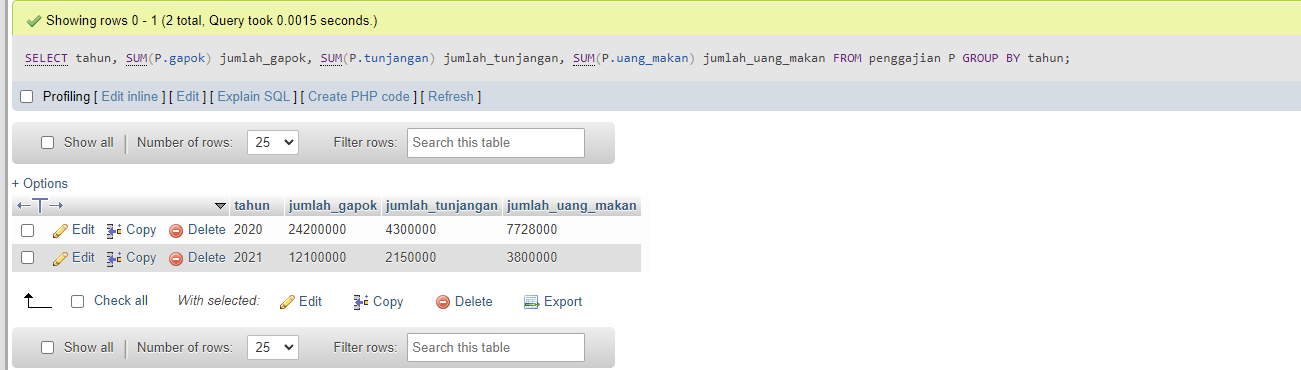 Showing rows 0 - 1 (2 total, Query took 0.0015 seconds.)
SELECT tahun, SUM(P.gapok) jumlah_gapok, SUM(P.tunjangan) jumlah_tunjangan, SUM(P.uang_makan) jumlah_uang_makan FROM penggajian P GROUP BY tahun;
Profiling [ Edit inline ] [ Edit ] [ Explain SQL ] [ Create PHP code ] [ Refresh ]
Show all Number of rows: 25 Filter rows: Search this table
+ Options
tahun jumlah_gapok jumlah_tunjangan jumlah_uang_makan
Edit Copy Delete 2020 24200000 4300000 7728000
Edit Copy Delete 2021 12100000 2150000 3800000
Check all With selected: Edit Copy Delete Export
Show all Number of rows: 25 Filter rows: Search this table